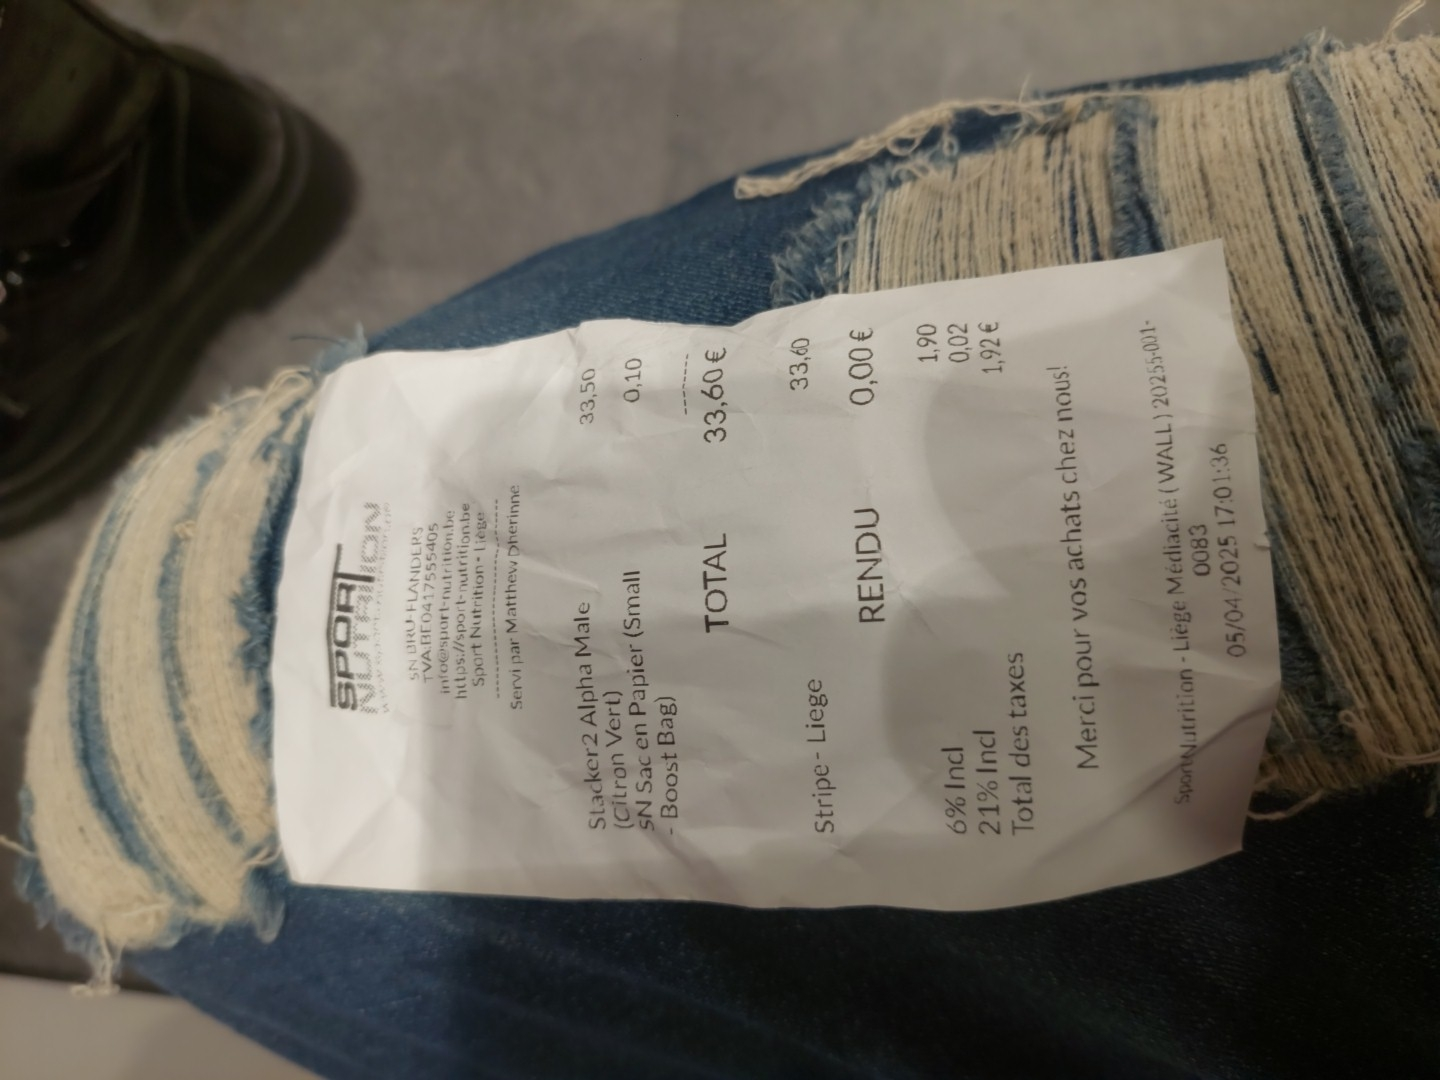 SPORT
NUTRITION
SN BRU-FLANDERS
TVA:BE0417555405
info@sport-nutrition.be
https://sport-nutrition.be
Sport Nutrition - Liège
--------------------------------
Servi par Matthew Dherinne
Stacker2 Alpha Male 33,50
(Citron Vert)
SN Sac en Papier (Small 0,10
- Boost Bag)
--------
TOTAL 33,60 €
Stripe- Liege 33,60
RENDU 0,00 €
6% Incl 1,90
21% Incl 0,02
Total des taxes 1,92 €
Merci pour vos achats chez nous!
Sport Nutrition - Liège Médiacité ( WALL ) 20255-001-
0083
05/04/2025 17:01:36